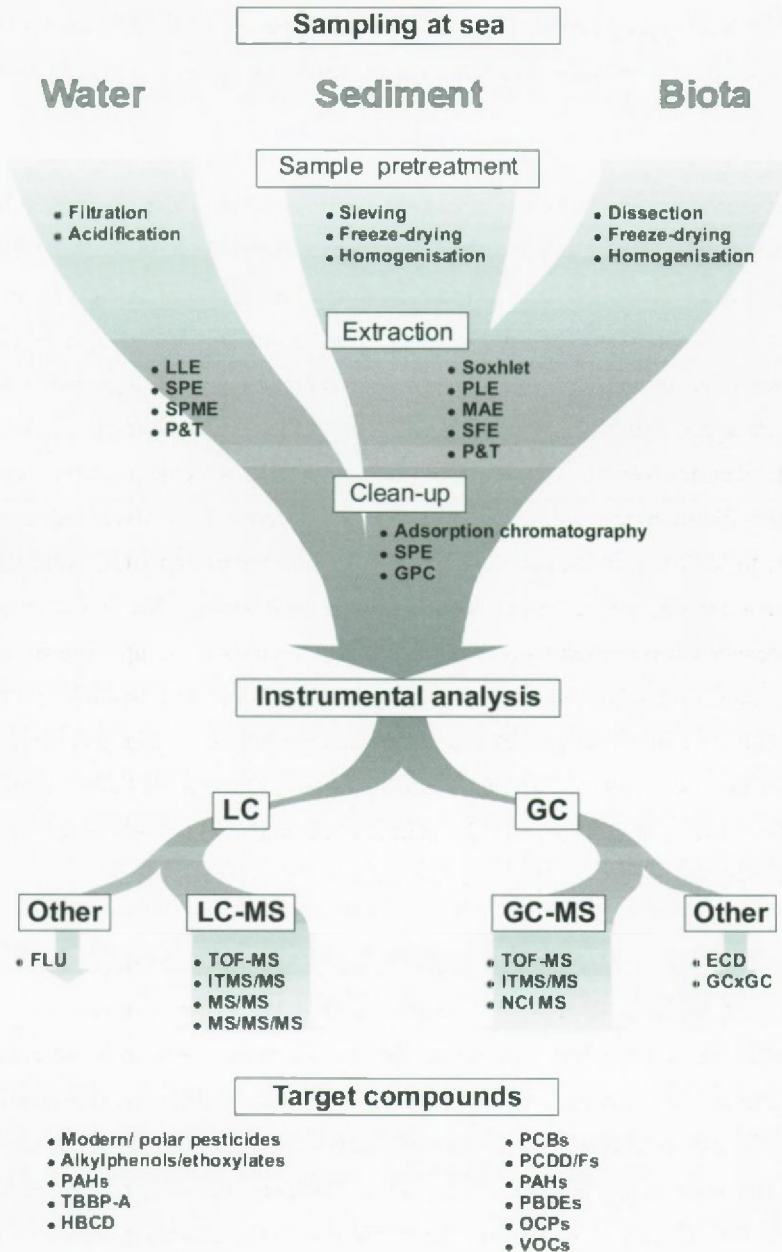 Sampling at sea
Water Sediment Biota
Sample pretreatment
• Filtration
• Acidification
• Sieving
• Freeze-drying
• Homogenisation
• Dissection
• Freeze-drying
• Homogenisation
Extraction
• LLE
• SPE
• SPME
• P&T
• Soxhlet
• PLE
• MAE
• SFE
• P&T
Clean-up
• Adsorption chromatography
• SPE
• GPC
Instrumental analysis
LC
GC
Other
LC-MS
GC-MS
Other
• FLU
• TOF-MS
• ITMS/MS
• MS/MS
• MS/MS/MS
• TOF-MS
• ITMS/MS
• NCI MS
• ECD
• GCxGC
Target compounds
• Modern/ polar pesticides
• Alkylphenols/ethoxylates
• PAHs
• TBBP-A
• HBCD
• PCBs
• PCDD/Fs
• PAHs
• PBDEs
• OCPs
• VOCs